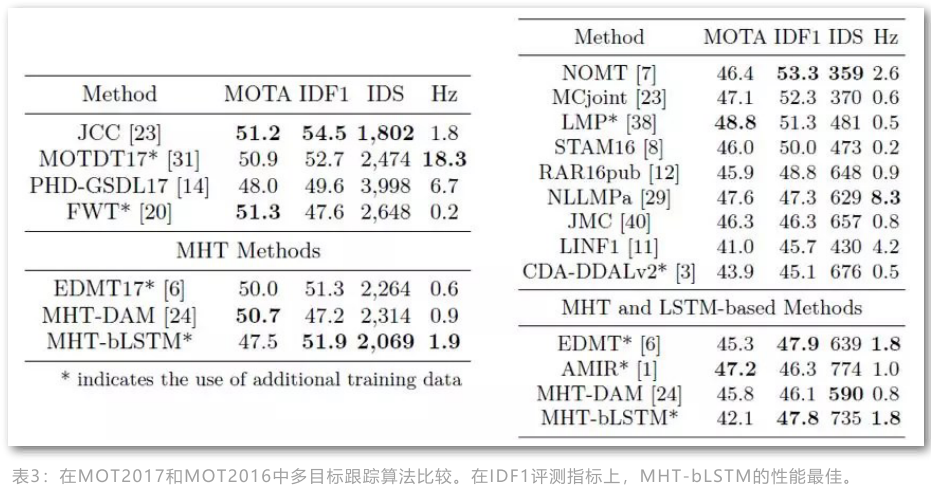 Method MOTA IDF1 IDS Hz
JCC [23] 51.2 54.5 1,802 1.8
MOTDT17* [31] 50.9 52.7 2,474 18.3
PHD-GSDL17 [14] 48.0 49.6 3,998 6.7
FWT* [20] 51.3 47.6 2,648 0.2
MHT Methods
EDMT17* [6] 50.0 51.3 2,264 0.6
MHT-DAM [24] 50.7 47.2 2,314 0.9
MHT-bLSTM* 47.5 51.9 2,069 1.9
* indicates the use of additional training data
Method MOTA IDF1 IDS Hz
NOMT [7] 46.4 53.3 359 2.6
MCjoint [23] 47.1 52.3 370 0.6
LMP* [38] 48.8 51.3 481 0.5
STAM16 [8] 46.0 50.0 473 0.2
RAR16pub [12] 45.9 48.8 648 0.9
NLLMPa [29] 47.6 47.3 629 8.3
JMC [40] 46.3 46.3 657 0.8
LINF1 [11] 41.0 45.7 430 4.2
CDA-DDALv2* [3] 43.9 45.1 676 0.5
MHT and LSTM-based Methods
EDMT* [6] 45.3 47.9 639 1.8
AMIR* [1] 47.2 46.3 774 1.0
MHT-DAM [24] 45.8 46.1 590 0.8
MHT-bLSTM* 42.1 47.8 735 1.8
表3：在MOT2017和MOT2016中多目标跟踪算法比较。在IDF1评测指标上，MHT-bLSTM的性能最佳。